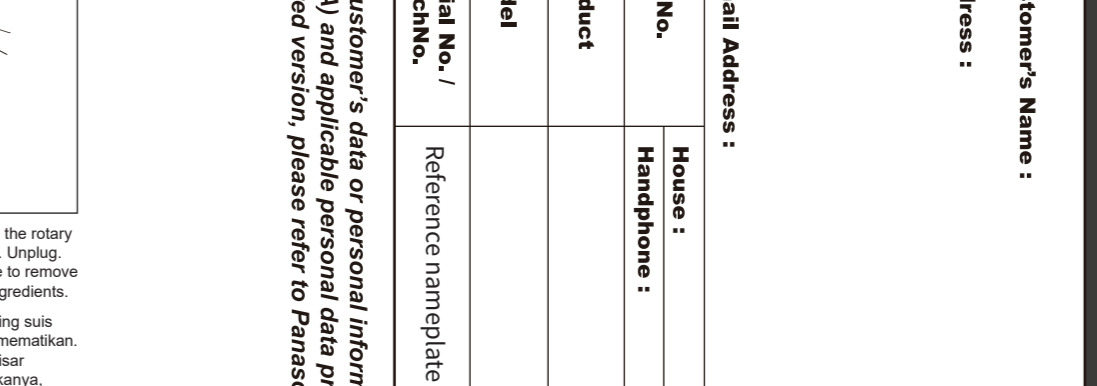 the rotary
. Unplug.
e to remove
gredients.
ing suis
mematikan.
isar
kanya,
tomer's Name :
ress :
ail Address :
No.
House :
Handphone :
duct
del
ial No. /
chNo.
Reference nameplate
ustomer's data or personal inform
A) and applicable personal data pr
ed version, please refer to Panaso